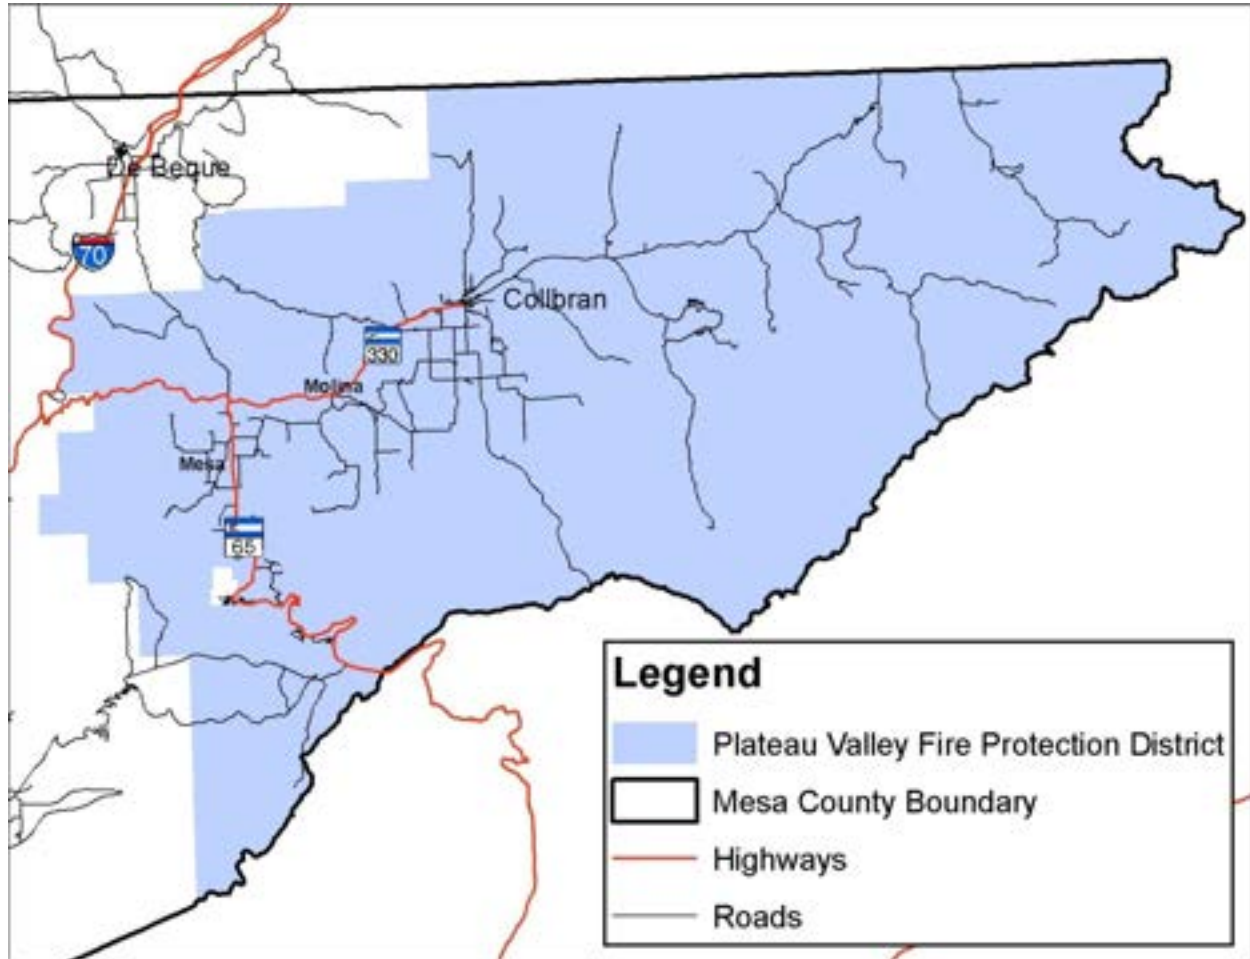 De Beque
70
Collbran
330
Molina
Mesa
65
Legend
Plateau Valley Fire Protection District
Mesa County Boundary
Highways
Roads